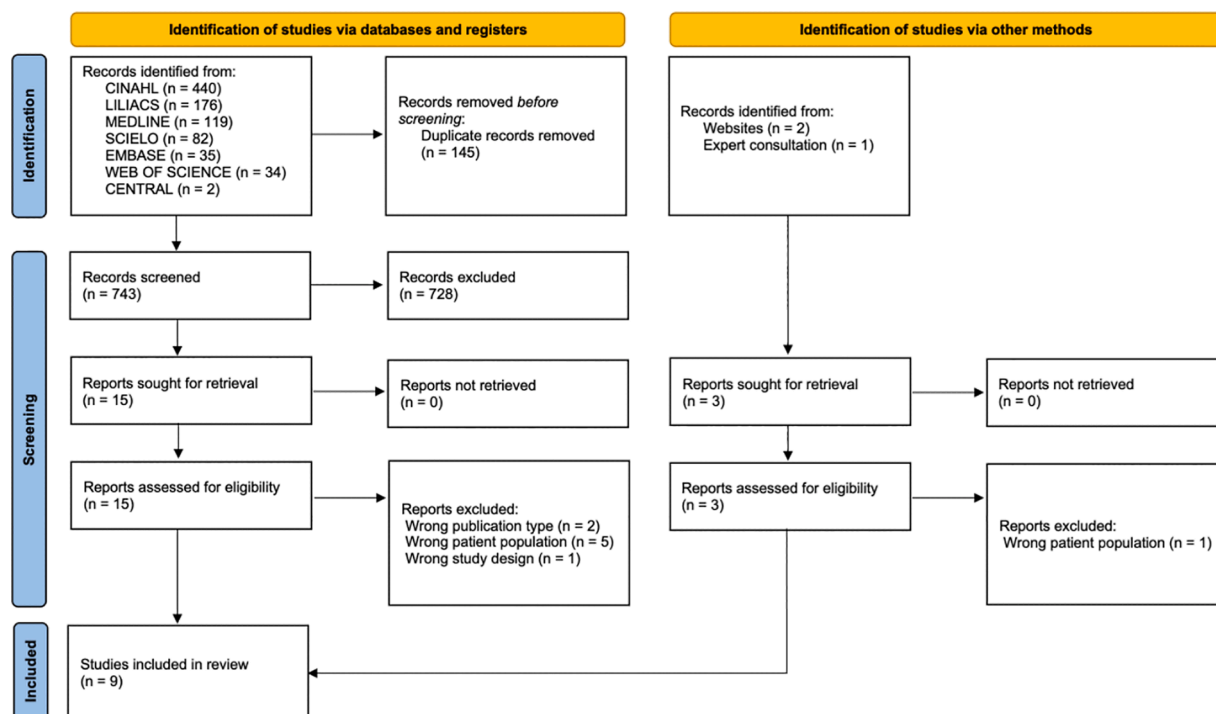 Identification of studies via databases and registers
Identification of studies via other methods
Identification
Records identified from:
CINAHL (n = 440)
LILIACS (n = 176)
MEDLINE (n = 119)
SCIELO (n = 82)
EMBASE (n = 35)
WEB OF SCIENCE (n = 34)
CENTRAL (n = 2)
Records removed before
screening:
Duplicate records removed
(n = 145)
Records identified from:
Websites (n = 2)
Expert consultation (n = 1)
Screening
Records screened
(n = 743)
Records excluded
(n = 728)
Reports sought for retrieval
(n = 15)
Reports not retrieved
(n = 0)
Reports sought for retrieval
(n = 3)
Reports not retrieved
(n = 0)
Reports assessed for eligibility
(n = 15)
Reports excluded:
Wrong publication type (n = 2)
Wrong patient population (n = 5)
Wrong study design (n = 1)
Reports assessed for eligibility
(n = 3)
Reports excluded:
Wrong patient population (n = 1)
Included
Studies included in review
(n = 9)